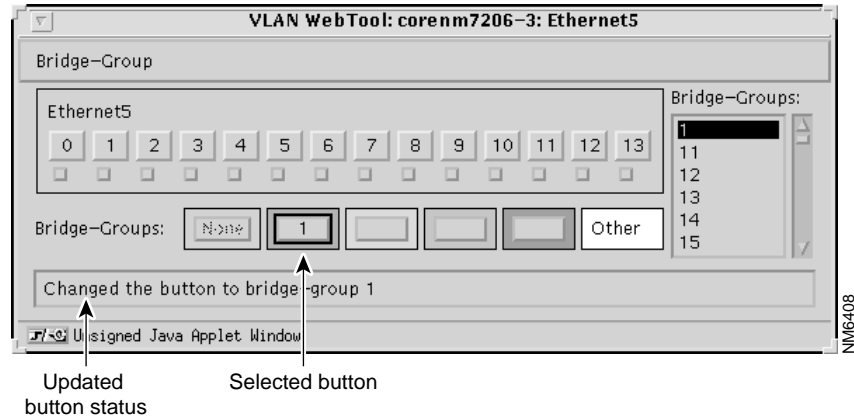 VLAN WebTool: corenm7206-3: Ethernet5
Bridge-Group
Ethernet5
0 1 2 3 4 5 6 7 8 9 10 11 12 13
Bridge-Groups:
1
11
12
13
14
15
Bridge-Groups: None 1 Other
Changed the button to bridge-group 1
Unsigned Java Applet Window
Updated
button status
Selected button
NM6408